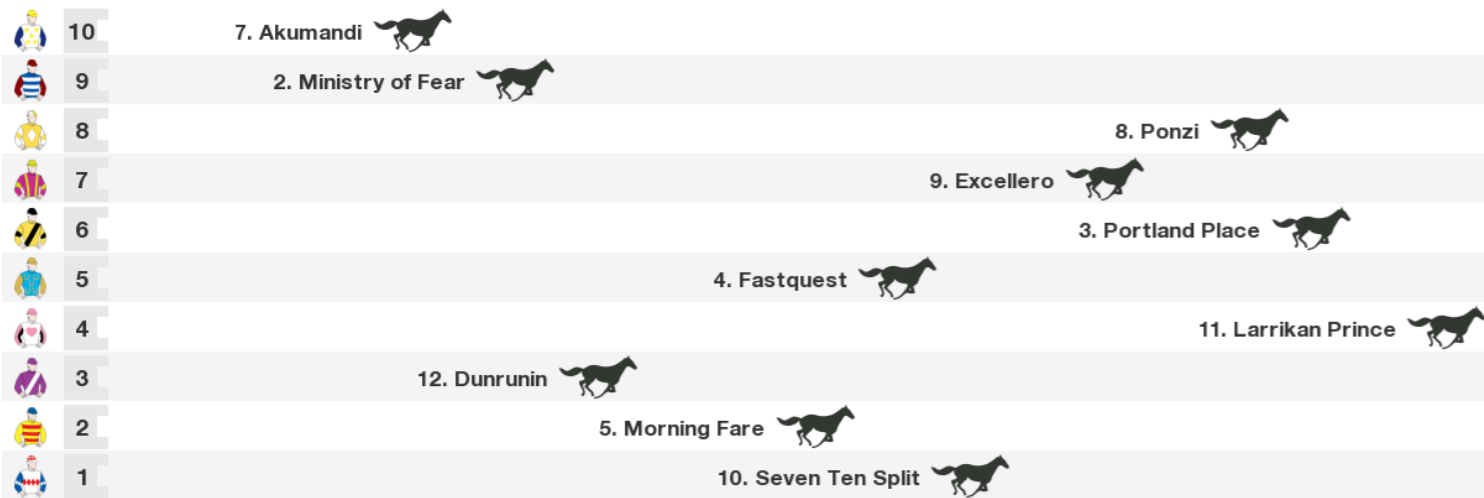 10 7. Akumandi
9 2. Ministry of Fear
8 8. Ponzi
7 9. Excellero
6 3. Portland Place
5 4. Fastquest
4 11. Larrikan Prince
3 12. Dunrunin
2 5. Morning Fare
1 10. Seven Ten Split